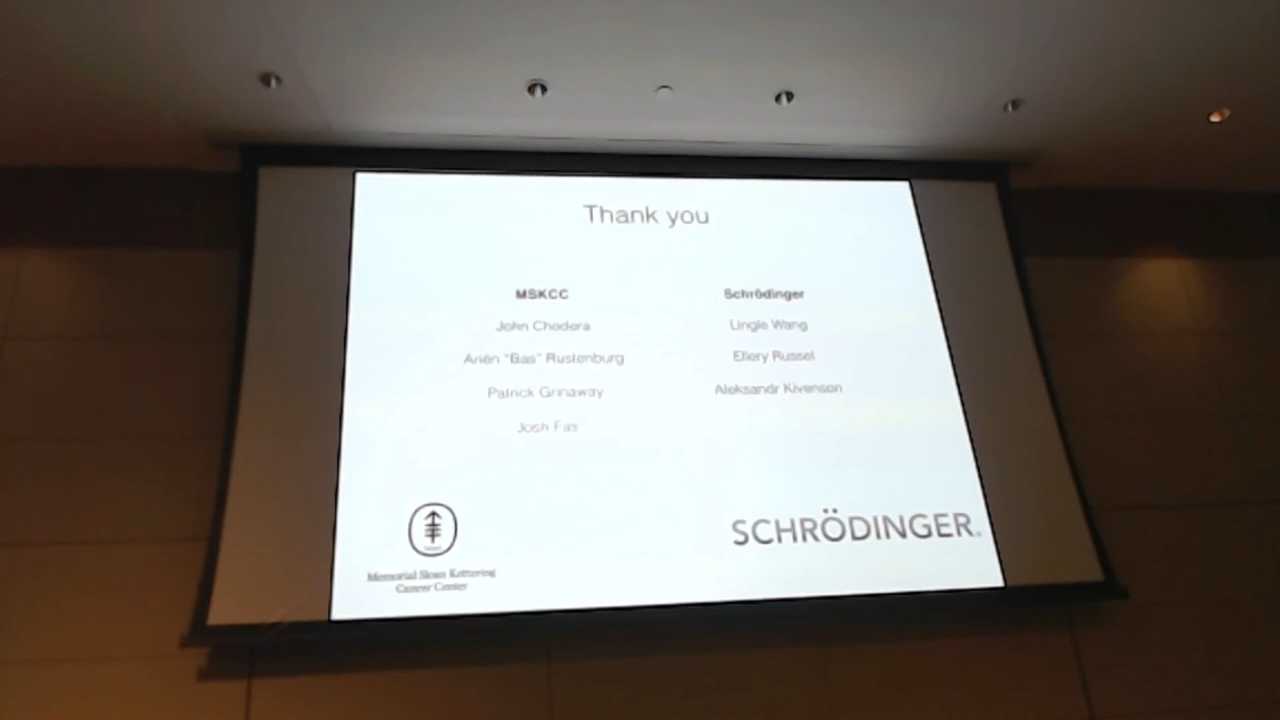 Thank you
MSKCC
John Chodera
Ariën "Bas" Rustenburg
Patrick Grinaway
Josh Fas
Schrödinger
Lingle Wang
Ellery Russel
Aleksandr Kivenson
Memorial Sloan Kettering
Cancer Center
SCHRÖDINGER.